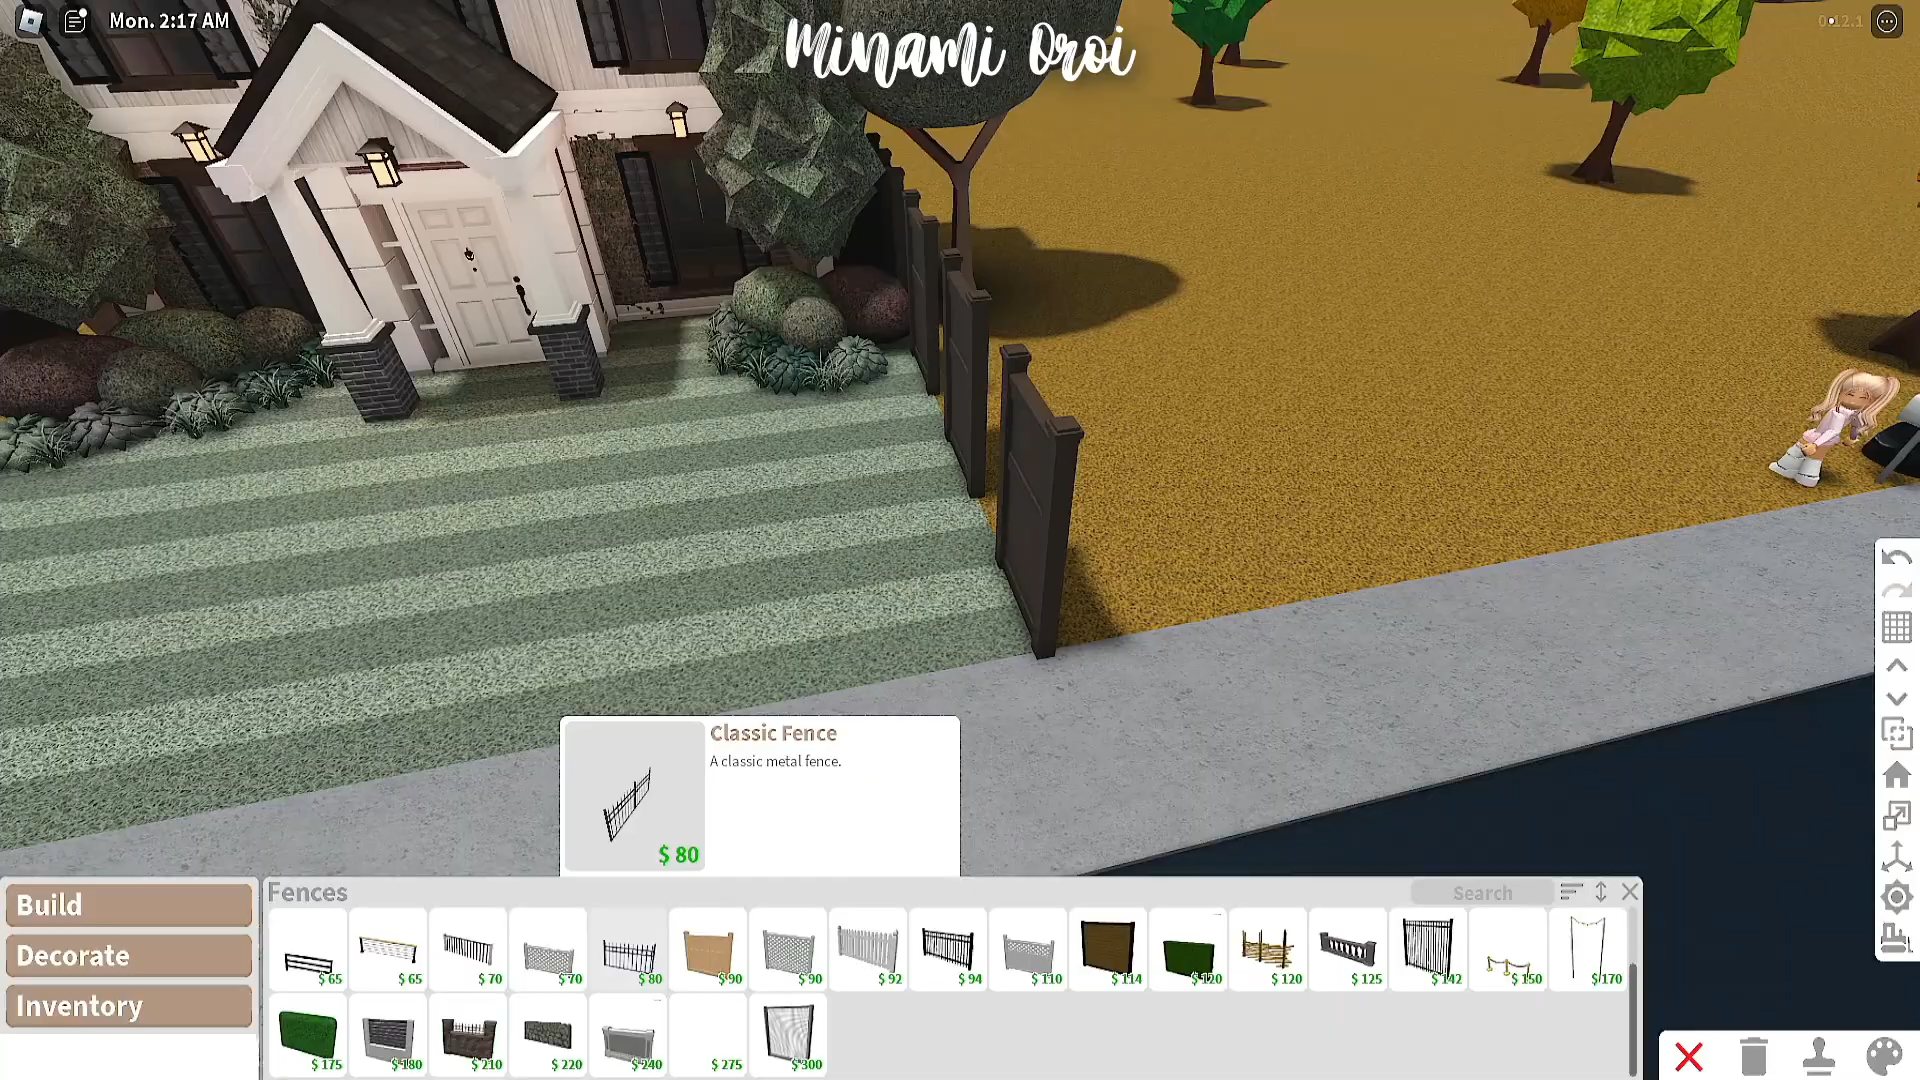 Mon. 2:17 AM
Minami Oroi
Classic Fence
A classic metal fence.
$ 80
Build
Decorate
Inventory
Fences
Search
$ 65
$ 65
$ 70
$ 70
$ 80
$ 90
$ 90
$ 92
$ 94
$ 110
$ 114
$ 120
$ 120
$ 125
$ 142
$ 150
$ 170
$ 175
$ 180
$ 210
$ 220
$ 240
$ 275
$ 300